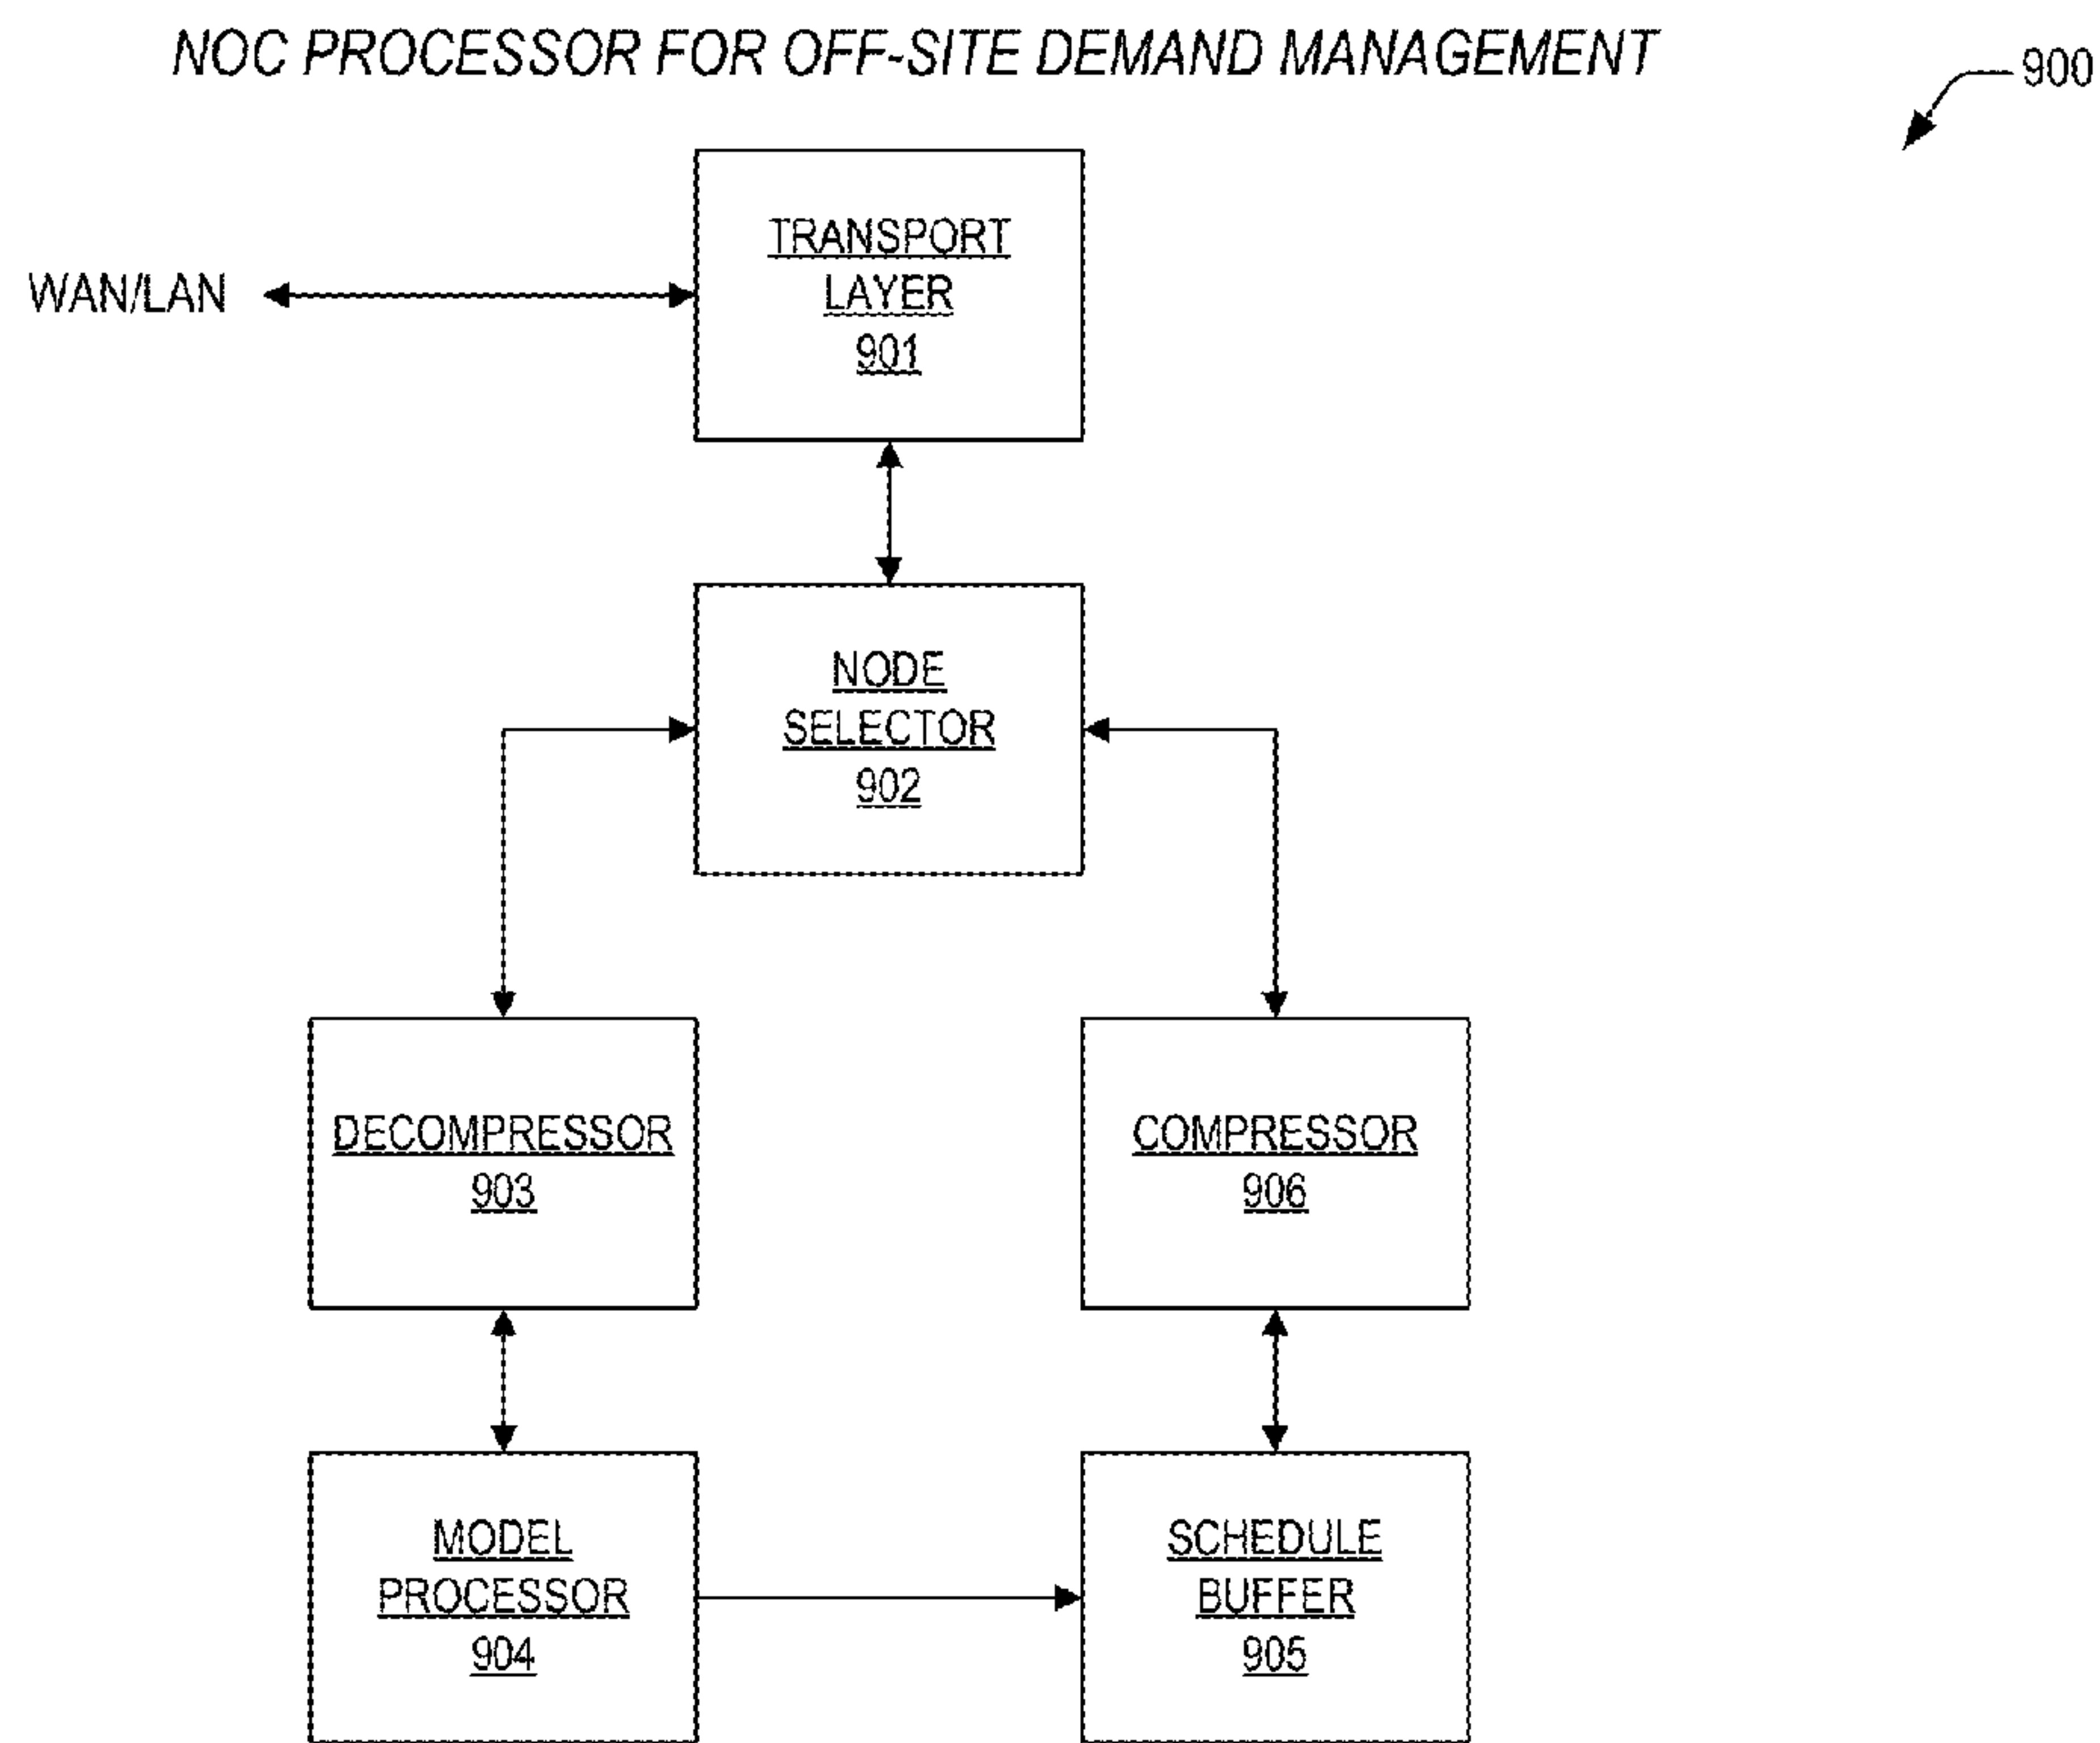 NOC PROCESSOR FOR OFF-SITE DEMAND MANAGEMENT
900
TRANSPORT
LAYER
901
WAN/LAN
NODE
SELECTOR
902
DECOMPRESSOR
903
COMPRESSOR
906
MODEL
PROCESSOR
904
SCHEDULE
BUFFER
905